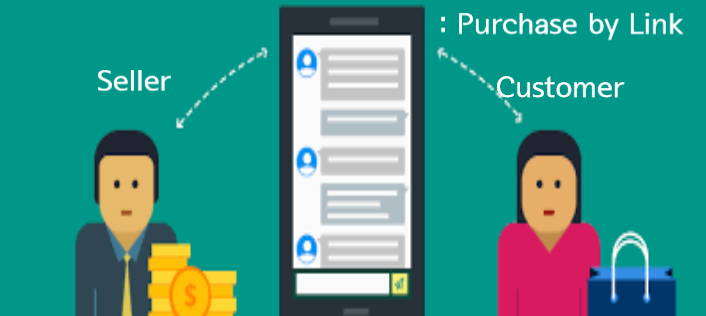 : Purchase by Link
Seller
Customer
$